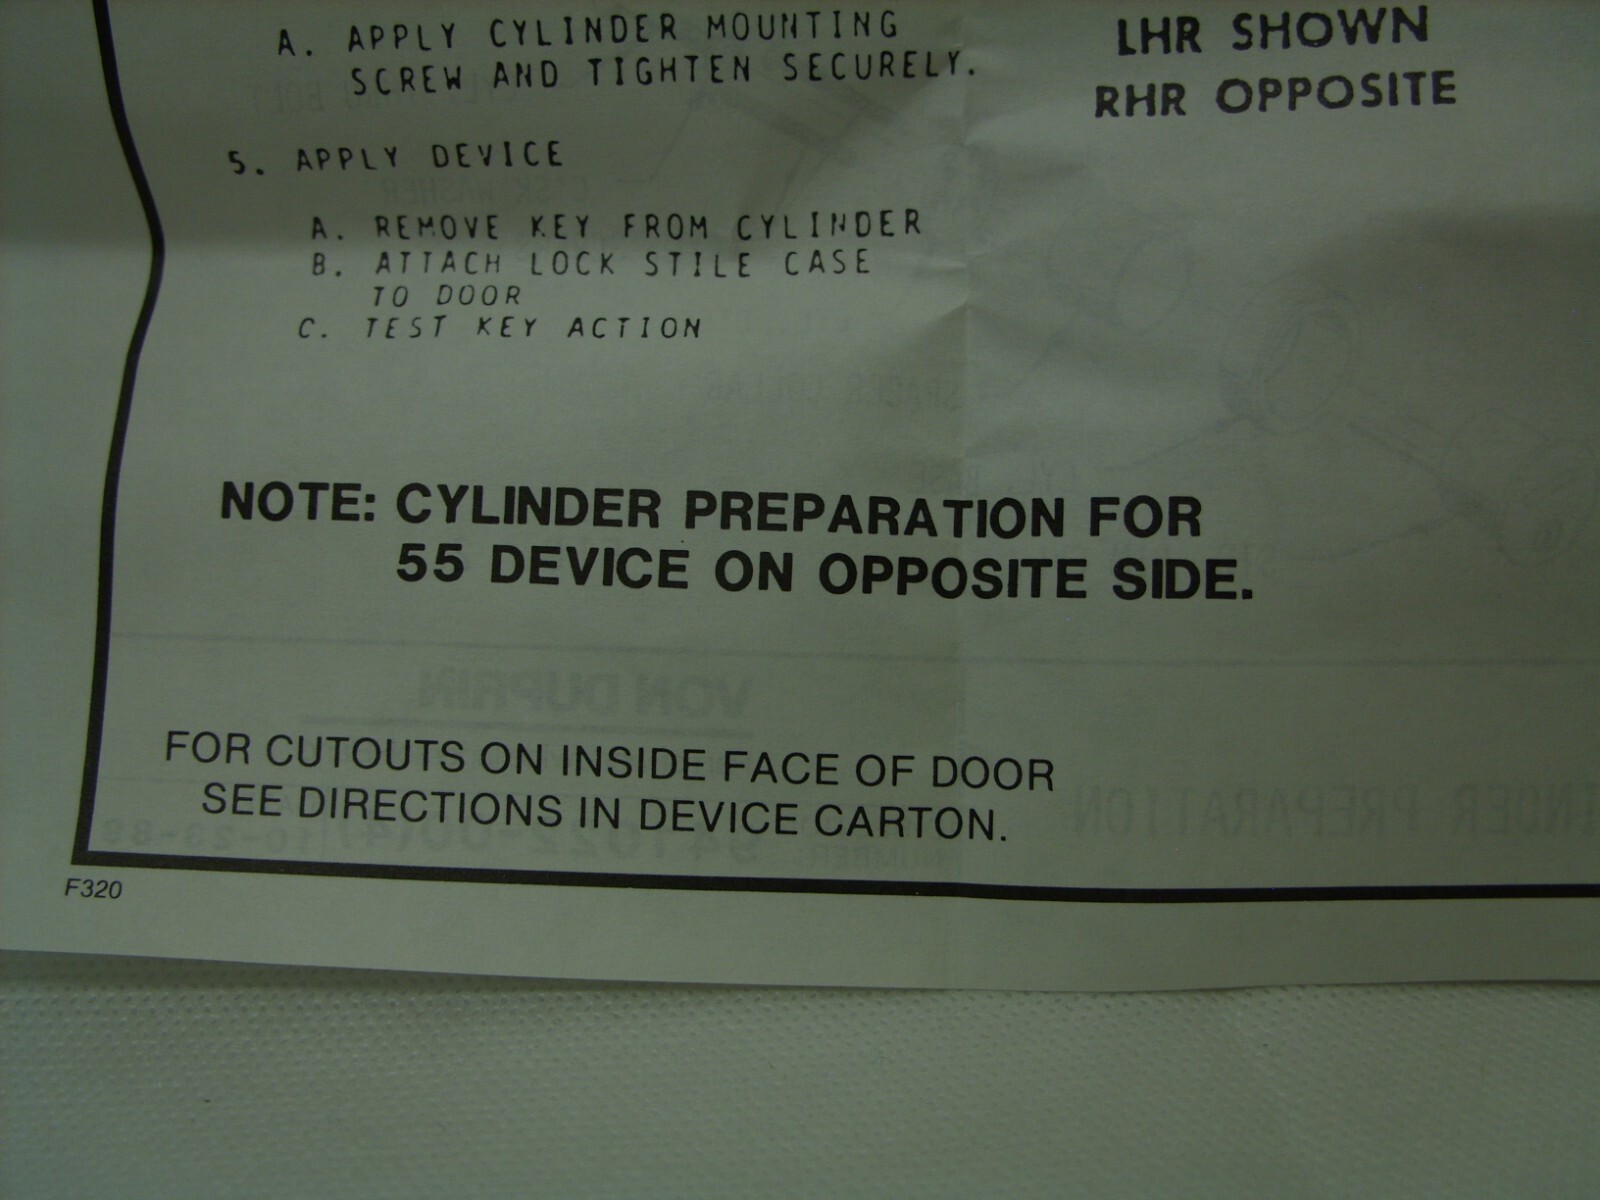 A. APPLY CYLINDER MOUNTING
SCREW AND TIGHTEN SECURELY.
LHR SHOWN
RHR OPPOSITE
5. APPLY DEVICE
A. REMOVE KEY FROM CYLINDER
B. ATTACH LOCK STILE CASE
TO DOOR
C. TEST KEY ACTION
NOTE: CYLINDER PREPARATION FOR
55 DEVICE ON OPPOSITE SIDE.
VON DUPRIN
FOR CUTOUTS ON INSIDE FACE OF DOOR
SEE DIRECTIONS IN DEVICE CARTON.
F320